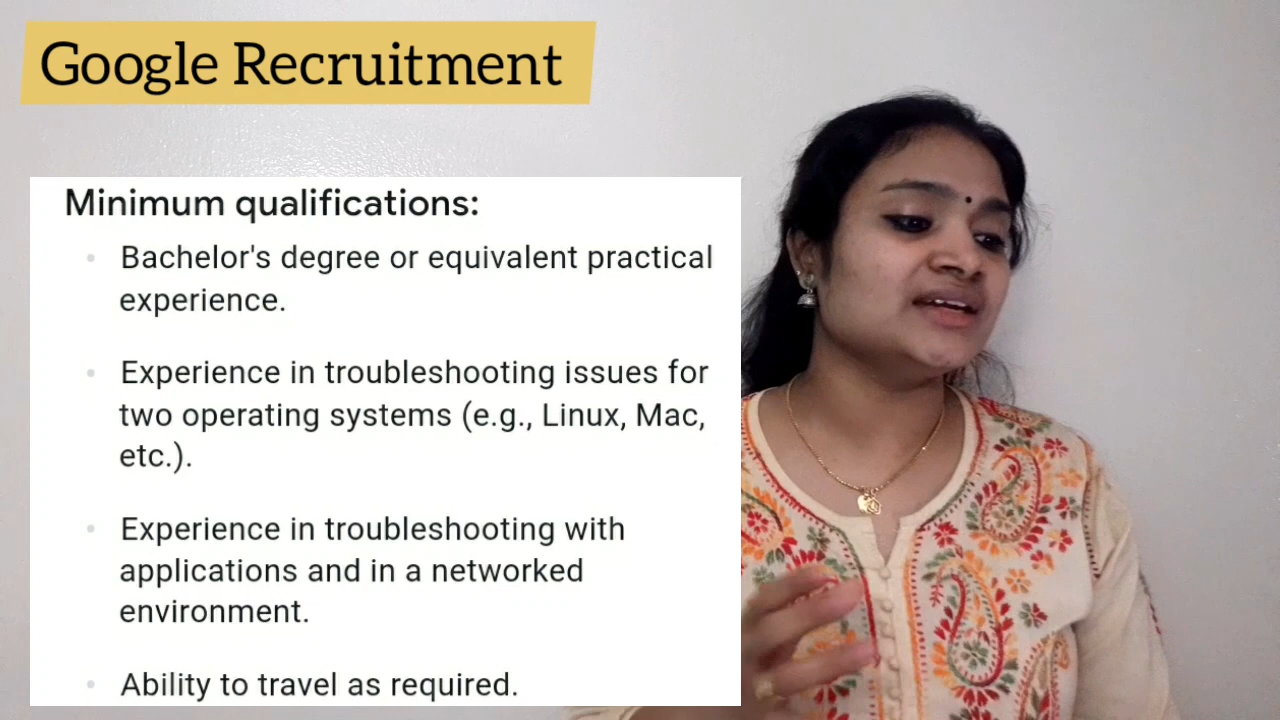 Google Recruitment
Minimum qualifications:
Bachelor's degree or equivalent practical
experience.
Experience in troubleshooting issues for
two operating systems (e.g., Linux, Mac,
etc.).
Experience in troubleshooting with
applications and in a networked
environment.
Ability to travel as required.